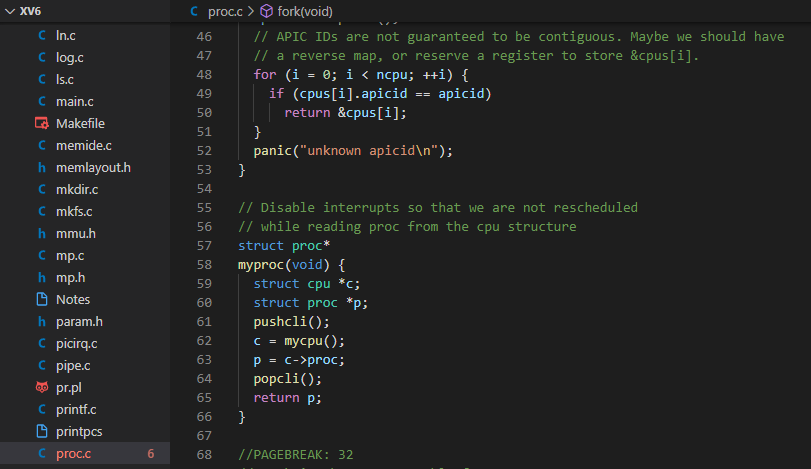 XV6
ln.c
log.c
ls.c
main.c
Makefile
memide.c
memlayout.h
mkdir.c
mkfs.c
mmu.h
mp.c
mp.h
Notes
param.h
picirq.c
pipe.c
pr.pl
printf.c
printpcs
proc.c 6
proc.c > fork(void)
46 // APIC IDs are not guaranteed to be contiguous. Maybe we should have
47 // a reverse map, or reserve a register to store &cpus[i].
48 for (i = 0; i < ncpu; ++i) {
49 if (cpus[i].apicid == apicid)
50 return &cpus[i];
51 }
52 panic("unknown apicid\n");
53 }
54
55 // Disable interrupts so that we are not rescheduled
56 // while reading proc from the cpu structure
57 struct proc*
58 myproc(void) {
59 struct cpu *c;
60 struct proc *p;
61 pushcli();
62 c = mycpu();
63 p = c->proc;
64 popcli();
65 return p;
66 }
67
68 //PAGEBREAK: 32